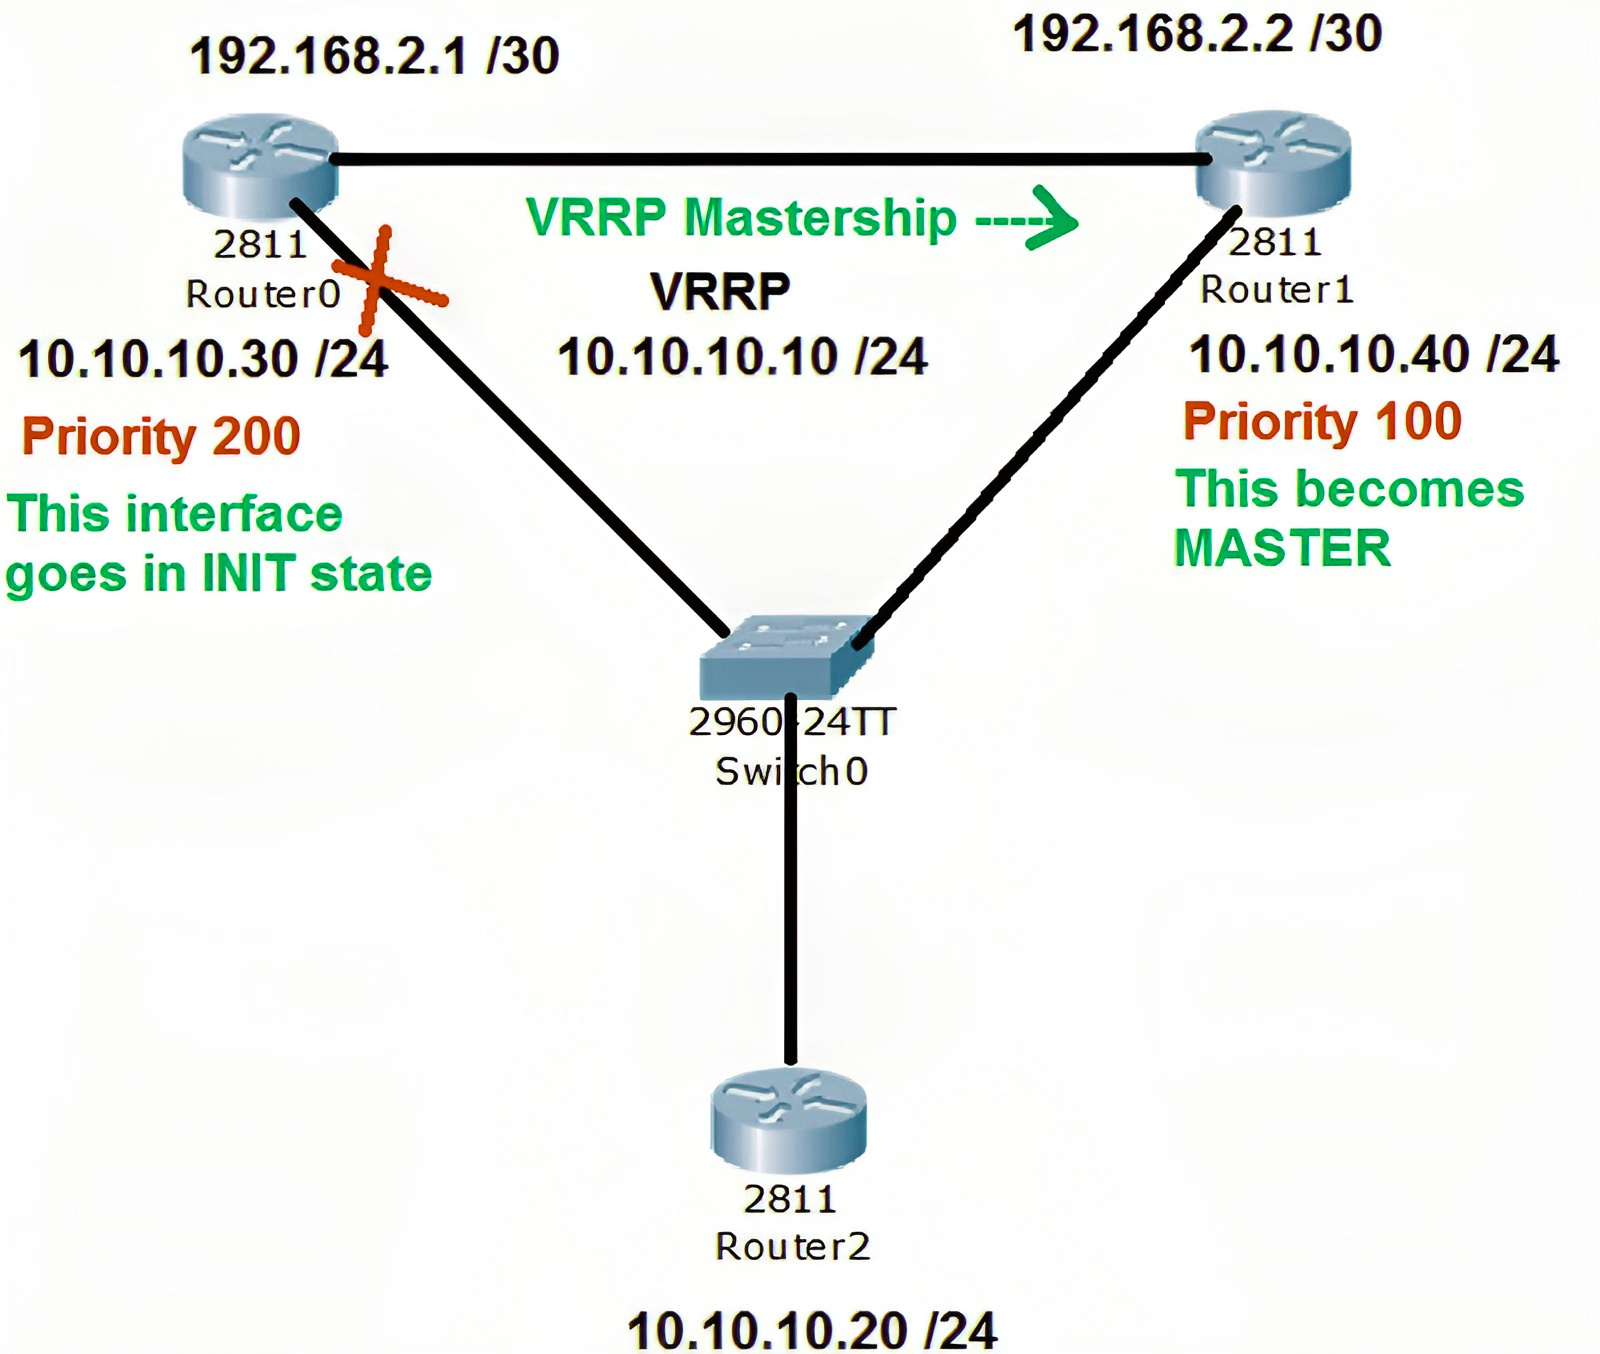 192.168.2.1 /30
192.168.2.2 /30
VRRP Mastership ----->
2811
Router0
VRRP
2811
Router1
10.10.10.30 /24
10.10.10.10 /24
10.10.10.40 /24
Priority 200
Priority 100
This interface
goes in INIT state
This becomes
MASTER
2960-24TT
Switch0
2811
Router2
10.10.10.20 /24